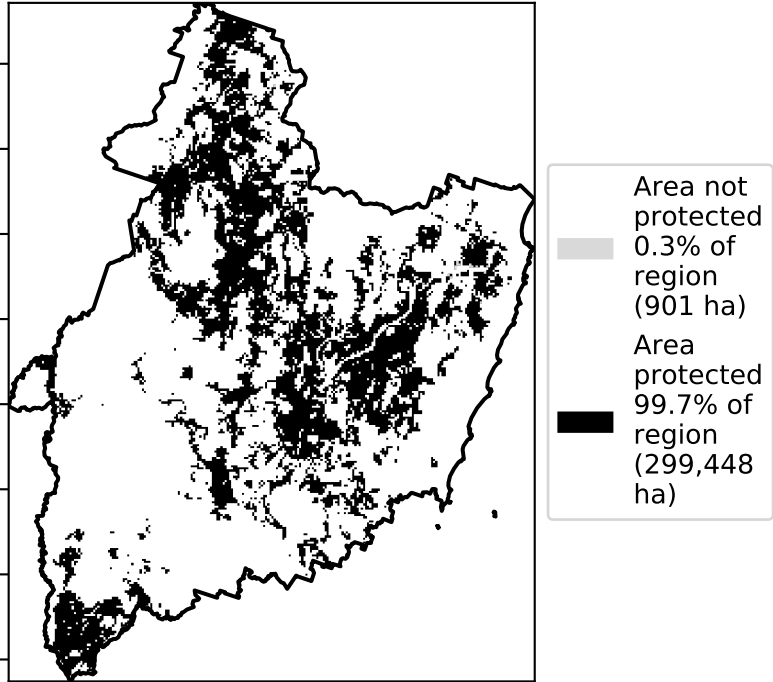 Area not
protected
0.3% of
region
(901 ha)
Area
protected
99.7% of
region
(299,448
ha)